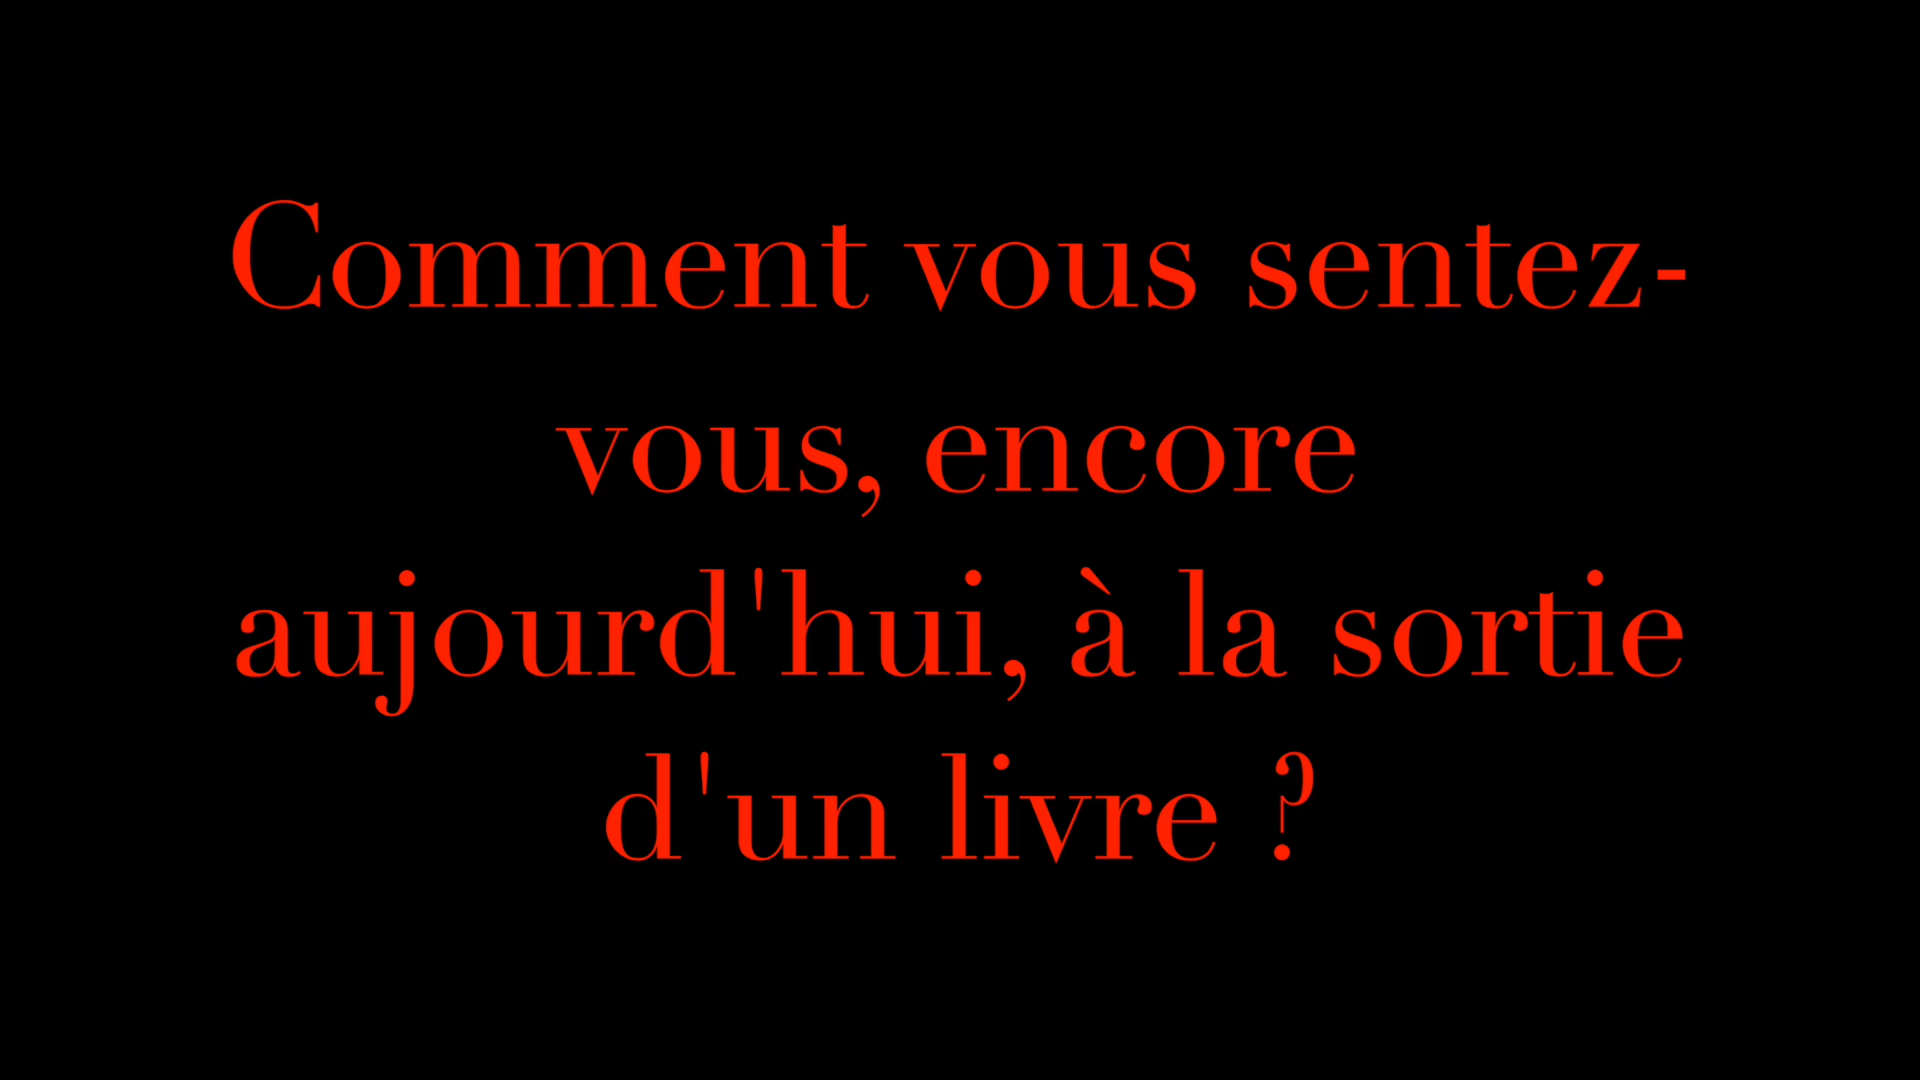 Comment vous sentez-
vous, encore
aujourd'hui, à la sortie
d'un livre ?